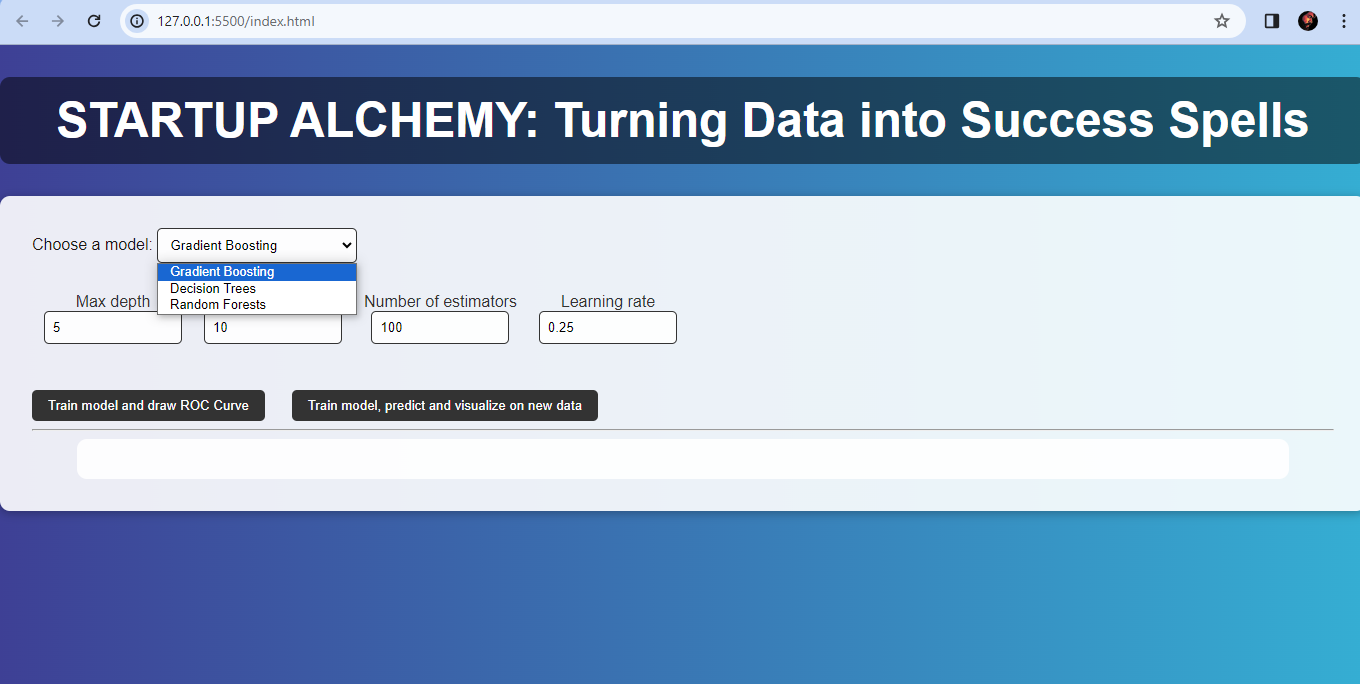 127.0.0.1:5500/index.html
STARTUP ALCHEMY: Turning Data into Success Spells
Choose a model: Gradient Boosting
Gradient Boosting
Decision Trees
Random Forests
Max depth Number of estimators Learning rate
5 10 100 0.25
Train model and draw ROC Curve Train model, predict and visualize on new data